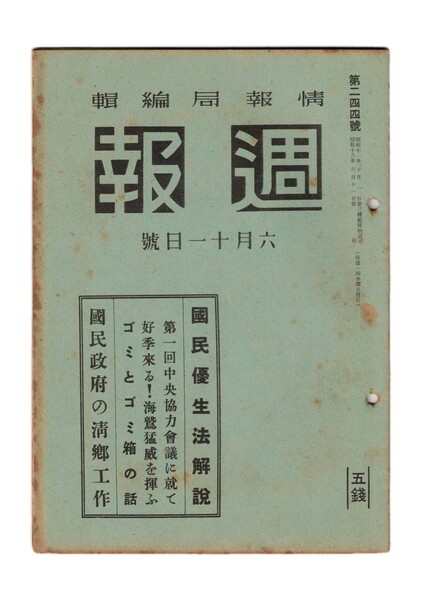 情報局編輯
週報
六月十一日號
第二四四號
國民優生法解說
第一回中央協力會議に就て
好季來る！海鷲猛威を揮ふ
ゴミとゴミ箱の話
國民政府の淸鄕工作
五錢